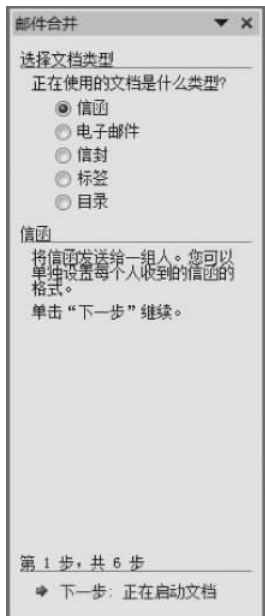 邮件合并
选择文档类型
正在使用的文档是什么类型?
信函
电子邮件
信封
标签
目录
信函
将信函发送给一组人。您可以
单独设置每个人收到的信函的
格式。
单击“下一步”继续。
第 1 步,共 6 步
下一步: 正在启动文档